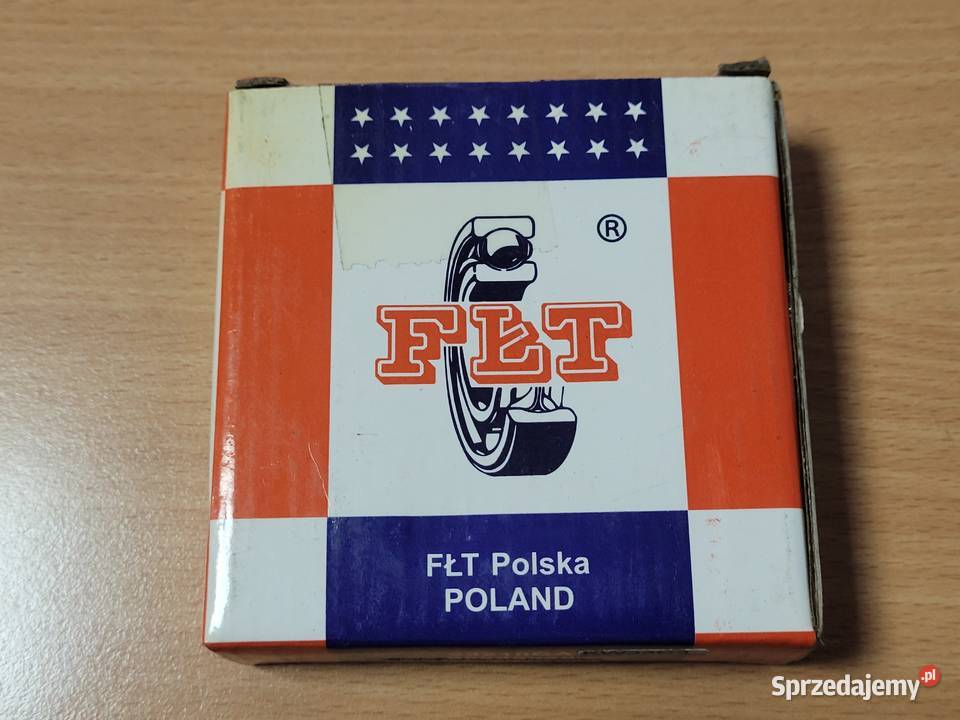 ®
FŁT
FŁT Polska
POLAND
Sprzedajemy.pl